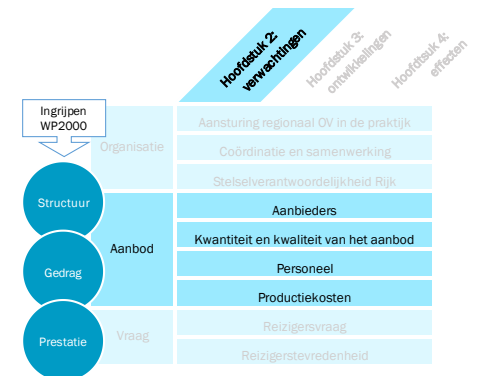 Hoofdstuk 2:
verwachtingen
Hoofdstuk 3:
ontwikkelingen
Hoofdtsuk 4:
effecten
Ingrijpen
WP2000
Organisatie
Aansturing regionaal OV in de praktijk
Coördinatie en samenwerking
Stelselverantwoordelijkheid Rijk
Structuur
Gedrag
Prestatie
Aanbod
Aanbieders
Kwantiteit en kwaliteit van het aanbod
Personeel
Productiekosten
Vraag
Reizigersvraag
Reizigerstevredenheid